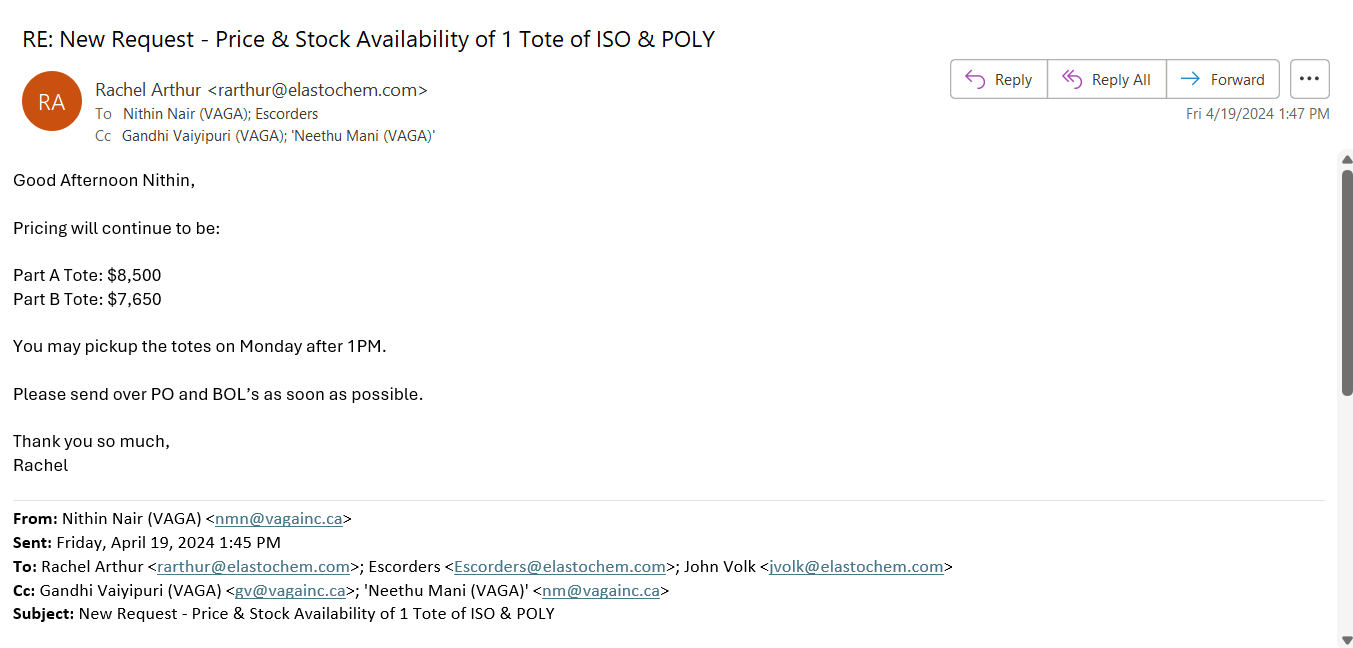 RE: New Request - Price & Stock Availability of 1 Tote of ISO & POLY
RA
Rachel Arthur <rarthur@elastochem.com>
To Nithin Nair (VAGA); Escorders
Cc Gandhi Vaiyipuri (VAGA); 'Neethu Mani (VAGA)'
Reply
Reply All
Forward
Fri 4/19/2024 1:47 PM
Good Afternoon Nithin,
Pricing will continue to be:
Part A Tote: $8,500
Part B Tote: $7,650
You may pickup the totes on Monday after 1PM.
Please send over PO and BOL’s as soon as possible.
Thank you so much,
Rachel
From: Nithin Nair (VAGA) <nmn@vagainc.ca>
Sent: Friday, April 19, 2024 1:45 PM
To: Rachel Arthur <rarthur@elastochem.com>; Escorders <Escorders@elastochem.com>; John Volk <jvolk@elastochem.com>
Cc: Gandhi Vaiyipuri (VAGA) <gv@vagainc.ca>; 'Neethu Mani (VAGA)' <nm@vagainc.ca>
Subject: New Request - Price & Stock Availability of 1 Tote of ISO & POLY